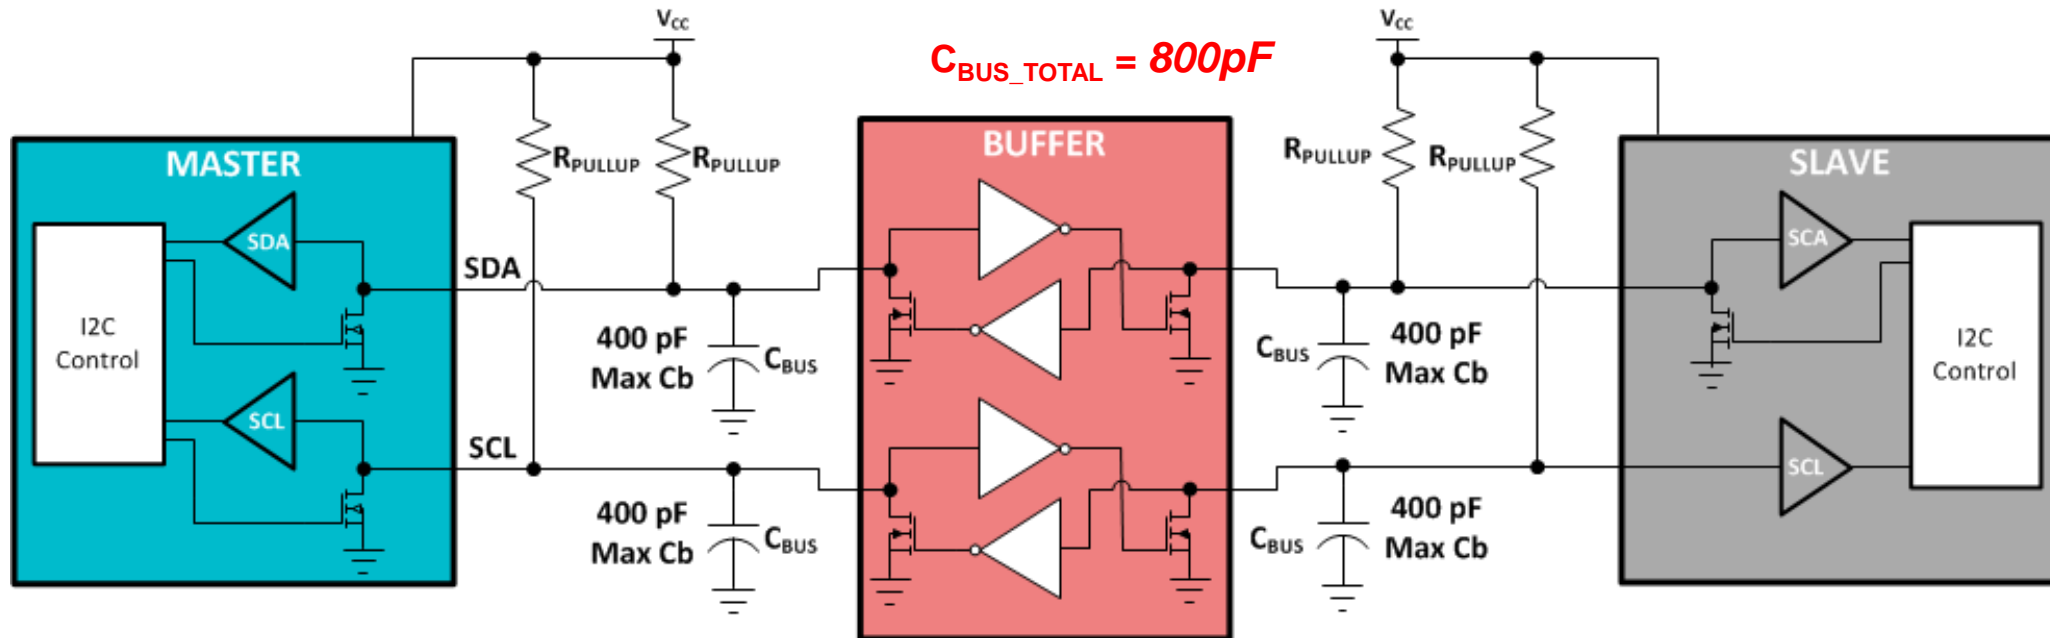 VCC
VCC
CBUS_TOTAL = 800pF
MASTER
RPULLUP
RPULLUP
BUFFER
RPULLUP
RPULLUP
SLAVE
SDA
SDA
SCA
I2C
Control
400 pF
Max Cb
CBUS
CBUS
400 pF
Max Cb
I2C
Control
SCL
SCL
SCL
400 pF
Max Cb
CBUS
CBUS
400 pF
Max Cb